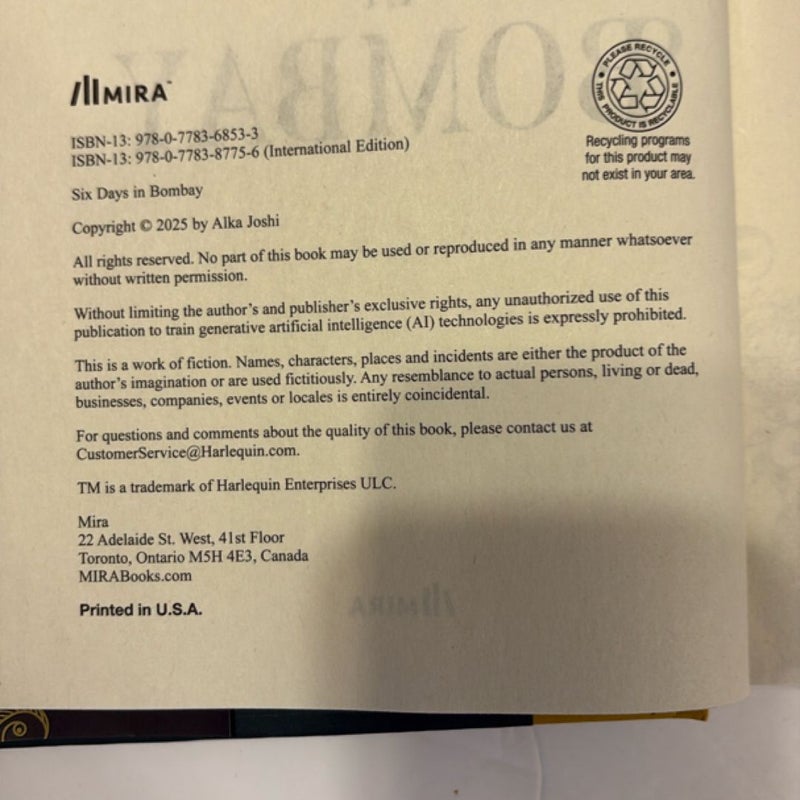 MIRA™
ISBN-13: 978-0-7783-6853-3
ISBN-13: 978-0-7783-8775-6 (International Edition)
PLEASE RECYCLE
THIS PRODUCT IS RECYCLABLE
Recycling programs
for this product may
not exist in your area.
Six Days in Bombay
Copyright © 2025 by Alka Joshi
All rights reserved. No part of this book may be used or reproduced in any manner whatsoever
without written permission.
Without limiting the author's and publisher's exclusive rights, any unauthorized use of this
publication to train generative artificial intelligence (AI) technologies is expressly prohibited.
This is a work of fiction. Names, characters, places and incidents are either the product of the
author's imagination or are used fictitiously. Any resemblance to actual persons, living or dead,
businesses, companies, events or locales is entirely coincidental.
For questions and comments about the quality of this book, please contact us at
CustomerService@Harlequin.com.
TM is a trademark of Harlequin Enterprises ULC.
Mira
22 Adelaide St. West, 41st Floor
Toronto, Ontario M5H 4E3, Canada
MIRABooks.com
Printed in U.S.A.
BOMBAY
MIRA